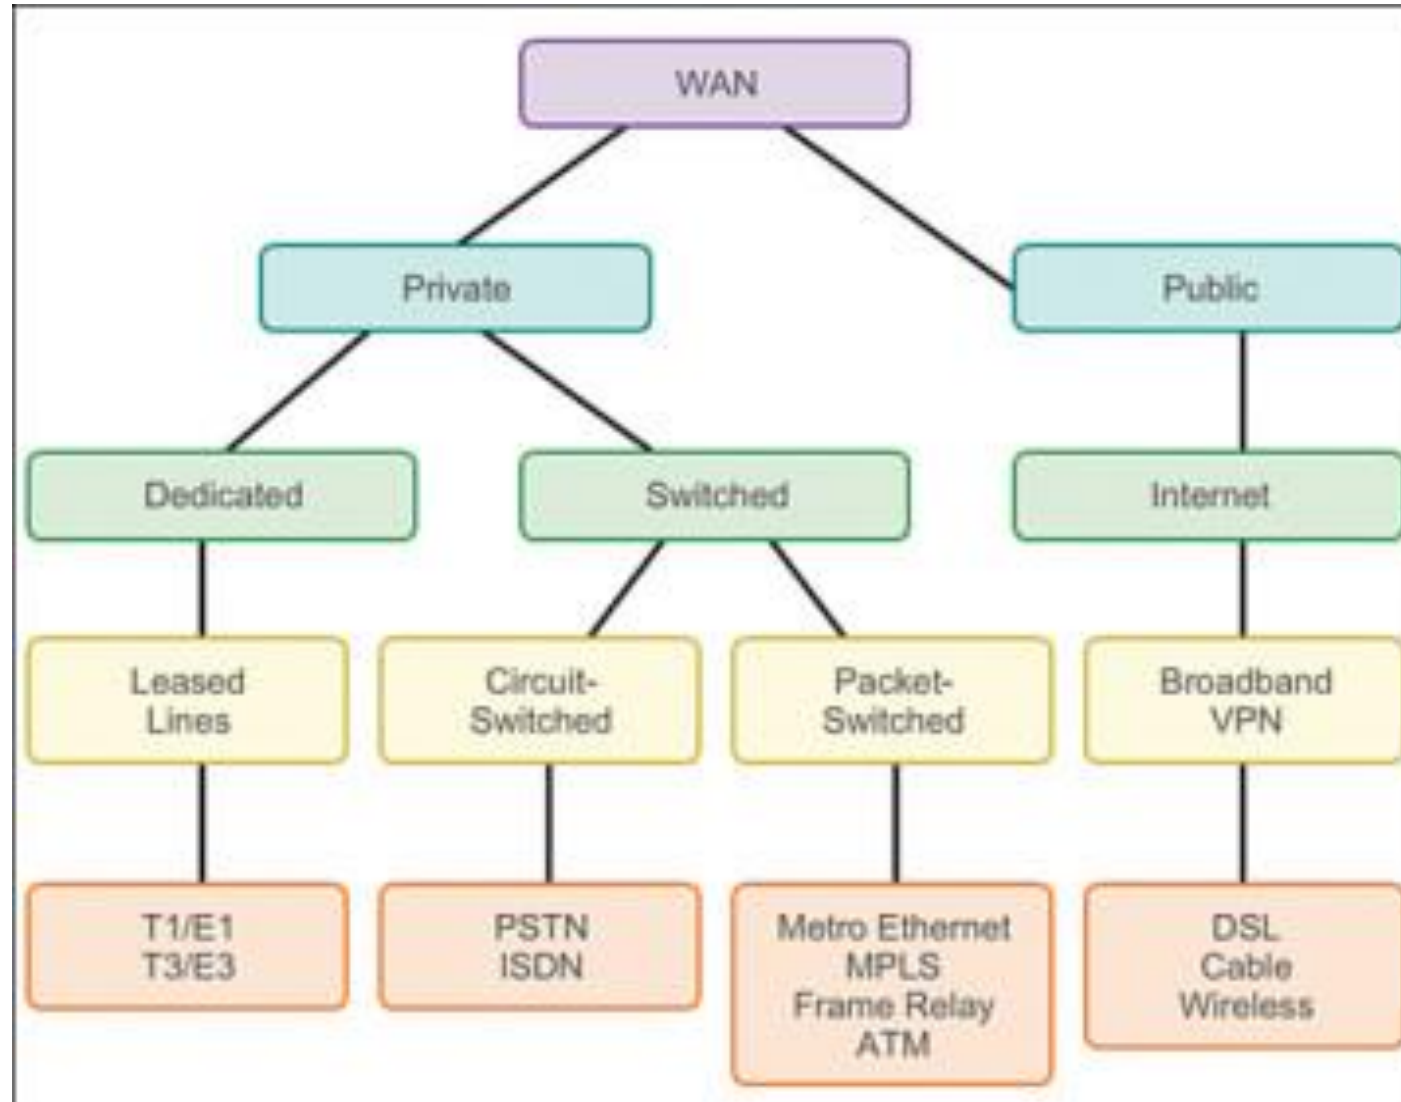 WAN
Private
Public
Dedicated
Switched
Internet
Leased
Lines
Circuit-
Switched
Packet-
Switched
Broadband
VPN
T1/E1
T3/E3
PSTN
ISDN
Metro Ethernet
MPLS
Frame Relay
ATM
DSL
Cable
Wireless